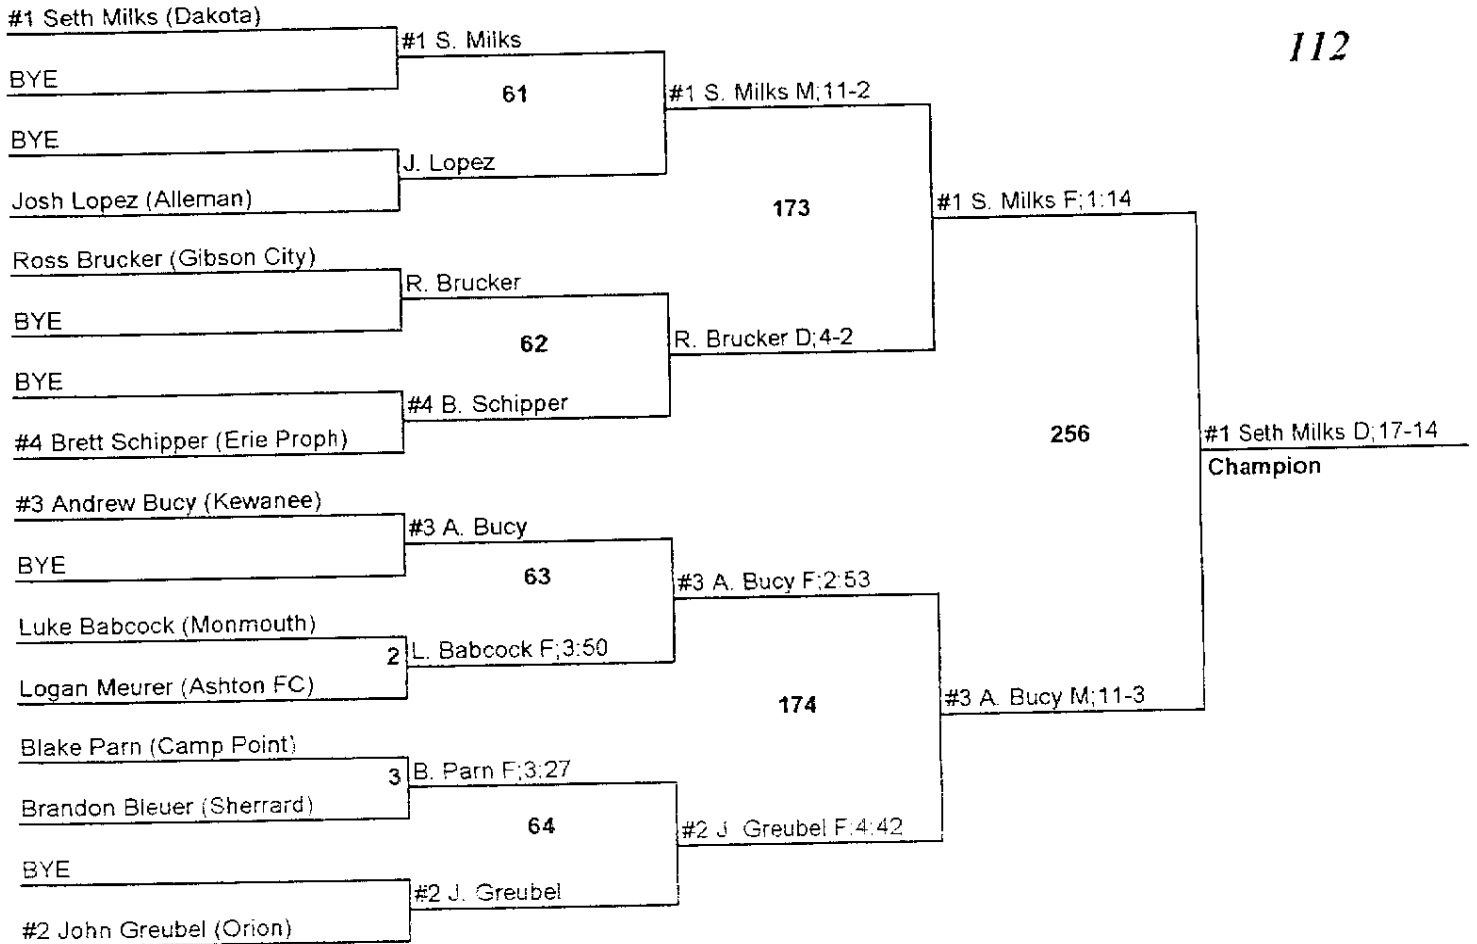 #1 Seth Milks (Dakota)
BYE
BYE
Josh Lopez (Alleman)
Ross Brucker (Gibson City)
BYE
BYE
#4 Brett Schipper (Erie Proph)
#3 Andrew Bucy (Kewanee)
BYE
Luke Babcock (Monmouth)
Logan Meurer (Ashton FC)
Blake Parn (Camp Point)
Brandon Bleuer (Sherrard)
BYE
#2 John Greubel (Orion)
#1 S. Milks
61
J. Lopez
R. Brucker
62
#4 B. Schipper
#3 A. Bucy
63
2 L. Babcock F;3:50
3 B. Parn F;3:27
64
#2 J. Greubel
#1 S. Milks M;11-2
173
R. Brucker D;4-2
#3 A. Bucy F;2:53
174
#2 J. Greubel F;4:42
#1 S. Milks F;1:14
256
#3 A. Bucy M;11-3
112
#1 Seth Milks D;17-14
Champion